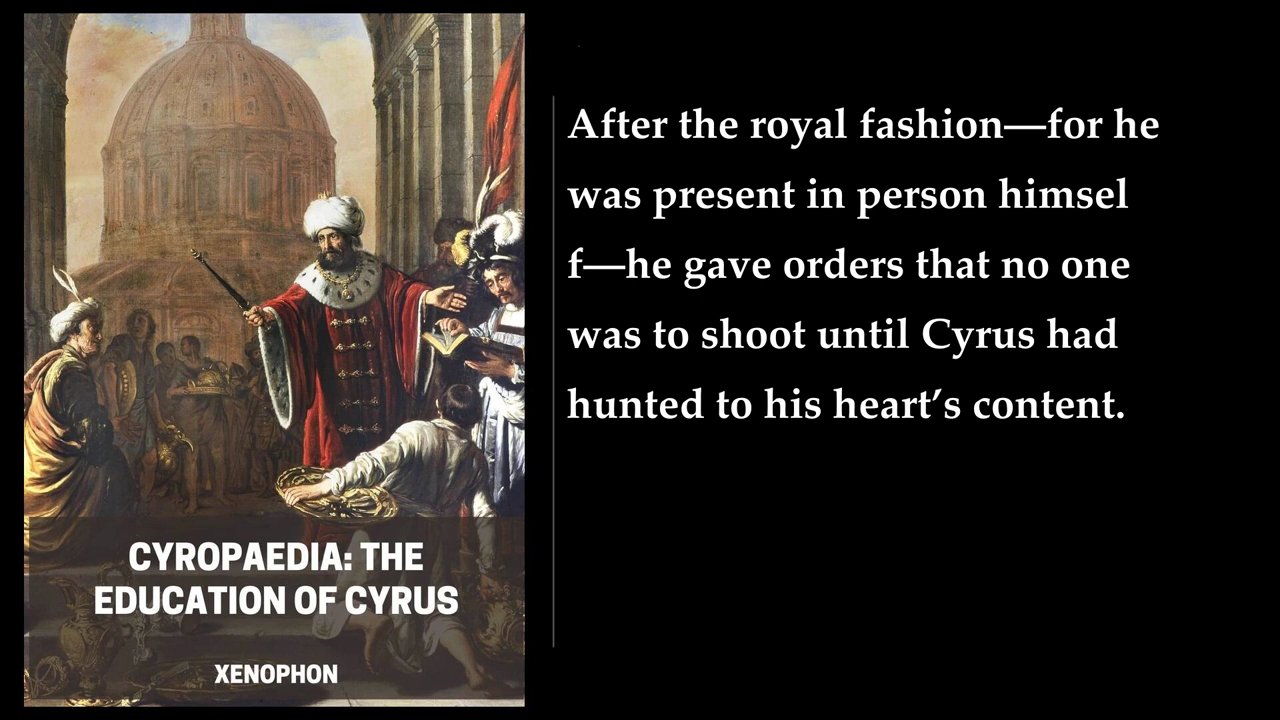 CYROPAEDIA: THE
EDUCATION OF CYRUS
XENOPHON
After the royal fashion—for he
was present in person himsel
f—he gave orders that no one
was to shoot until Cyrus had
hunted to his heart’s content.